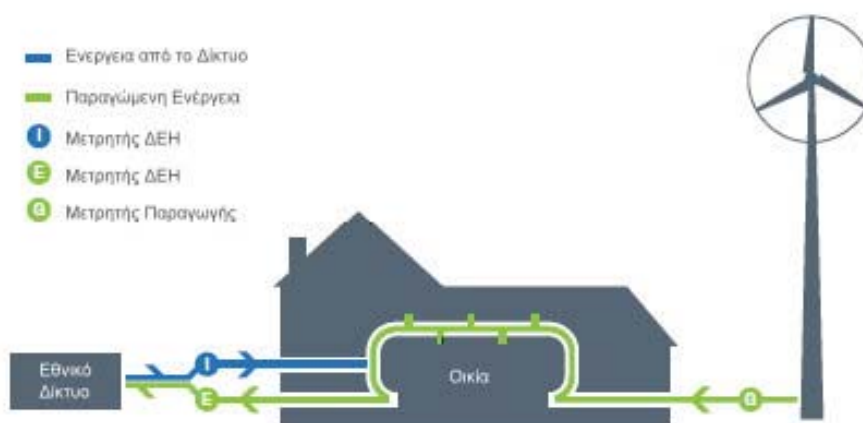 Ενεργεια από το Δίκτυο
Παραγώμενη Ενέργεια
I Μετρητής ΔΕΗ
E Μετρητής ΔΕΗ
G Μετρητής Παραγωγής
Εθνικό
Δίκτυο
I
E
Οικία
G